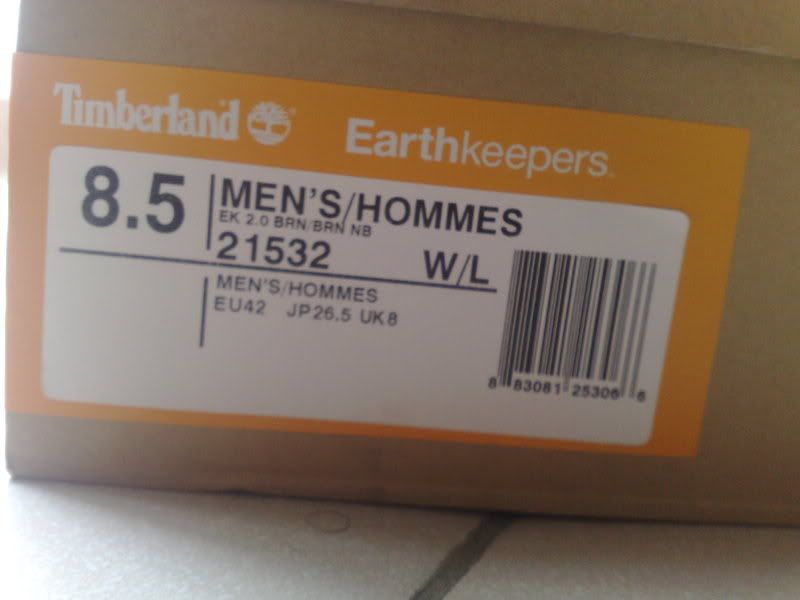 Timberland
Earthkeepers
8.5
MEN'S/HOMMES
EK 2.0 BRN/BRN NB
21532 W/L
MEN'S/HOMMES
EU42 JP26.5 UK8
8 83081 25306 6